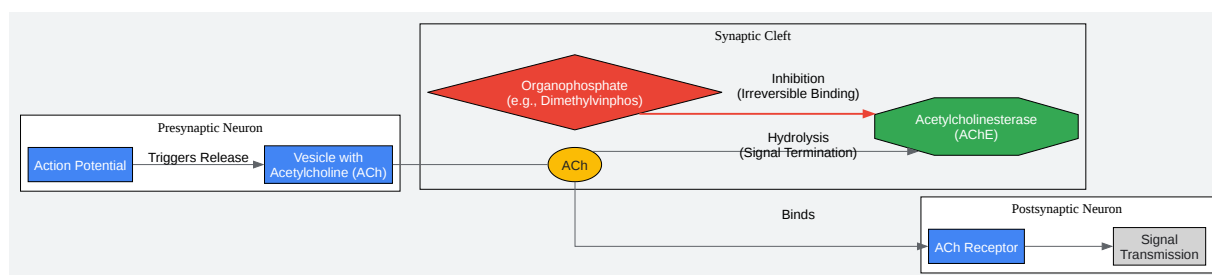 Synaptic Cleft
Organophosphate
(e.g., Dimethylvinphos)
Inhibition
(Irreversible Binding)
Acetylcholinesterase
(AChE)
Presynaptic Neuron
Action Potential
Triggers Release
Vesicle with
Acetylcholine (ACh)
ACh
Hydrolysis
(Signal Termination)
Binds
Postsynaptic Neuron
ACh Receptor
Signal
Transmission